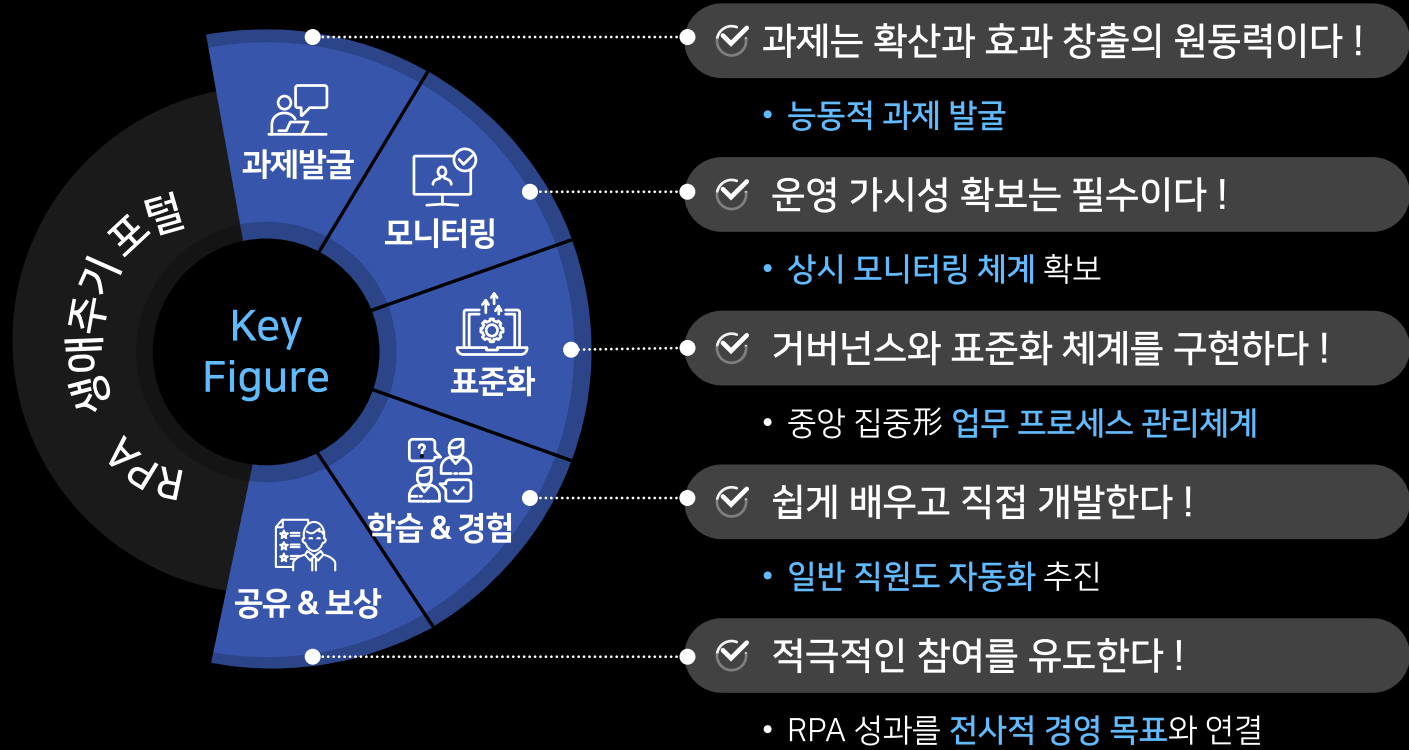 RPA 생애주기 포털
Key
Figure
과제발굴
모니터링
표준화
학습 & 경험
공유 & 보상
과제는 확산과 효과 창출의 원동력이다 !
• 능동적 과제 발굴
운영 가시성 확보는 필수이다 !
• 상시 모니터링 체계 확보
거버넌스와 표준화 체계를 구현하다 !
• 중앙 집중形 업무 프로세스 관리체계
쉽게 배우고 직접 개발한다 !
• 일반 직원도 자동화 추진
적극적인 참여를 유도한다 !
• RPA 성과를 전사적 경영 목표와 연결